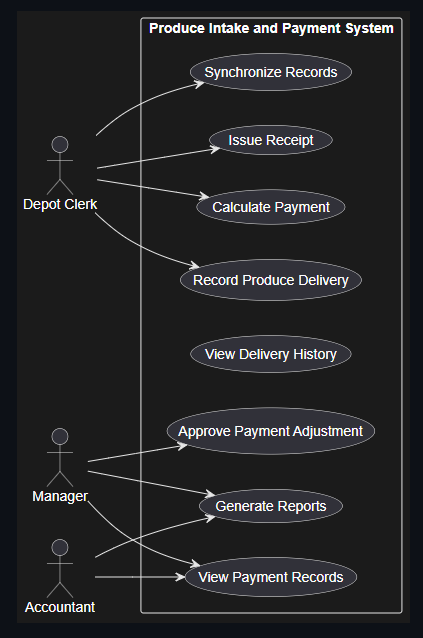 Produce Intake and Payment System
Synchronize Records
Issue Receipt
Depot Clerk
Calculate Payment
Record Produce Delivery
View Delivery History
Approve Payment Adjustment
Manager
Generate Reports
View Payment Records
Accountant